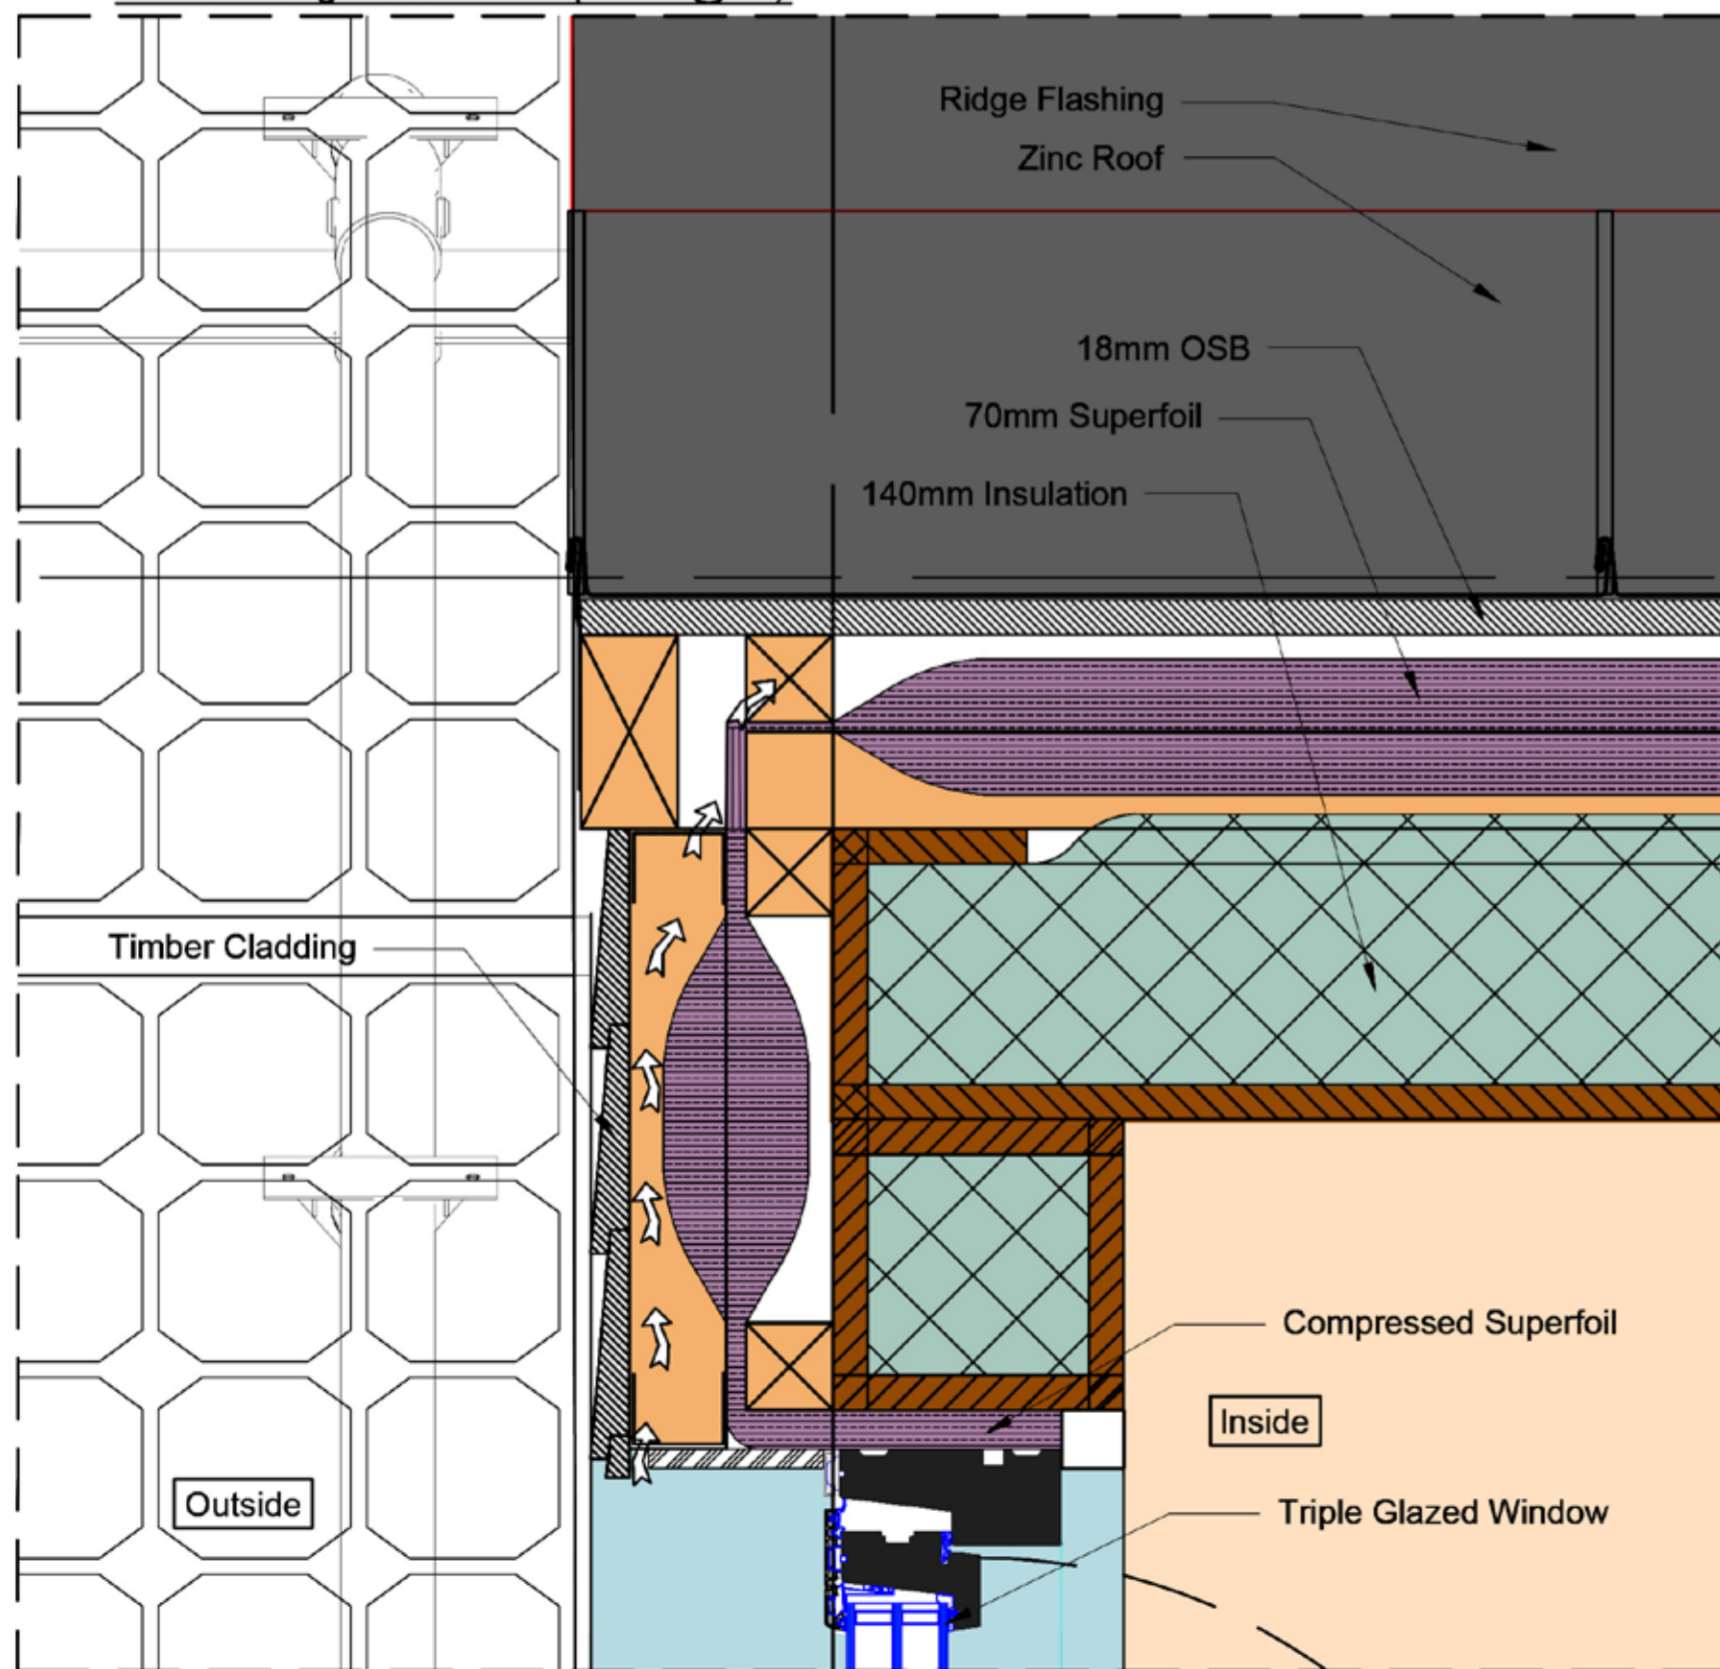 Ridge Flashing
Zinc Roof
18mm OSB
70mm Superfoil
140mm Insulation
Timber Cladding
Compressed Superfoil
Inside
Outside
Triple Glazed Window